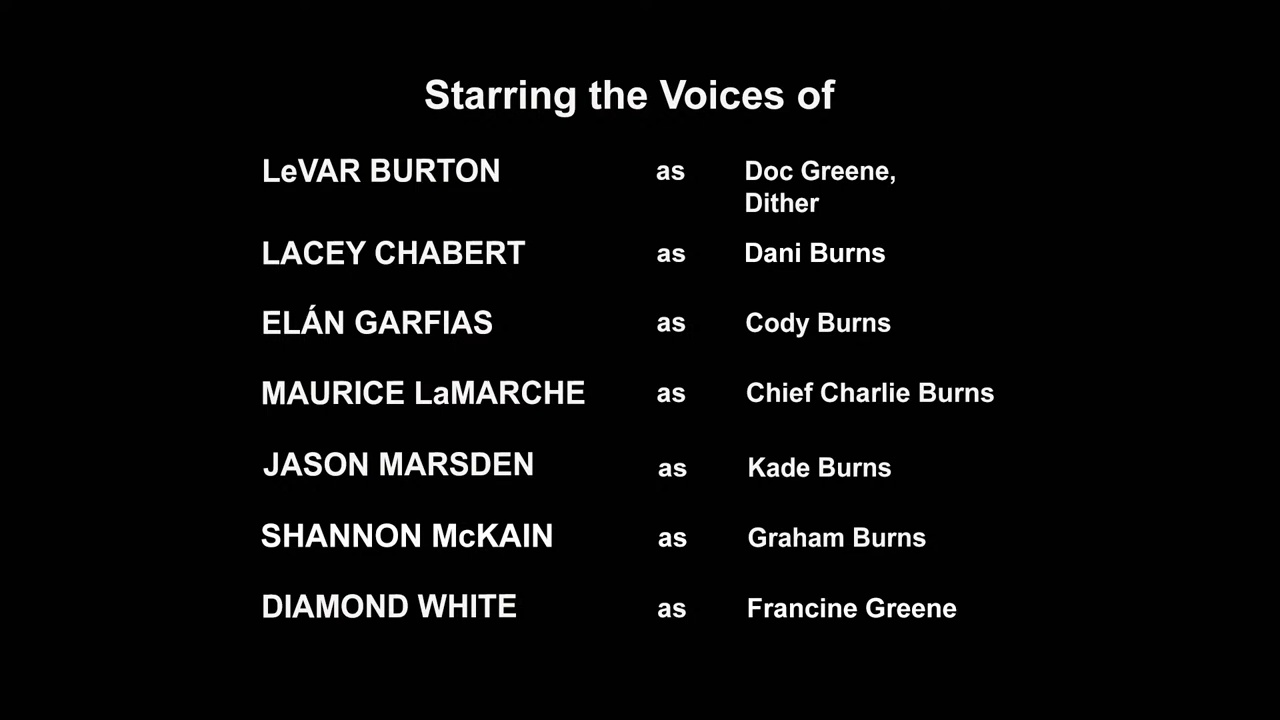 Starring the Voices of
LeVAR BURTON as Doc Greene,
Dither
LACEY CHABERT as Dani Burns
ELÁN GARFIAS as Cody Burns
MAURICE LaMARCHE as Chief Charlie Burns
JASON MARSDEN as Kade Burns
SHANNON McKAIN as Graham Burns
DIAMOND WHITE as Francine Greene